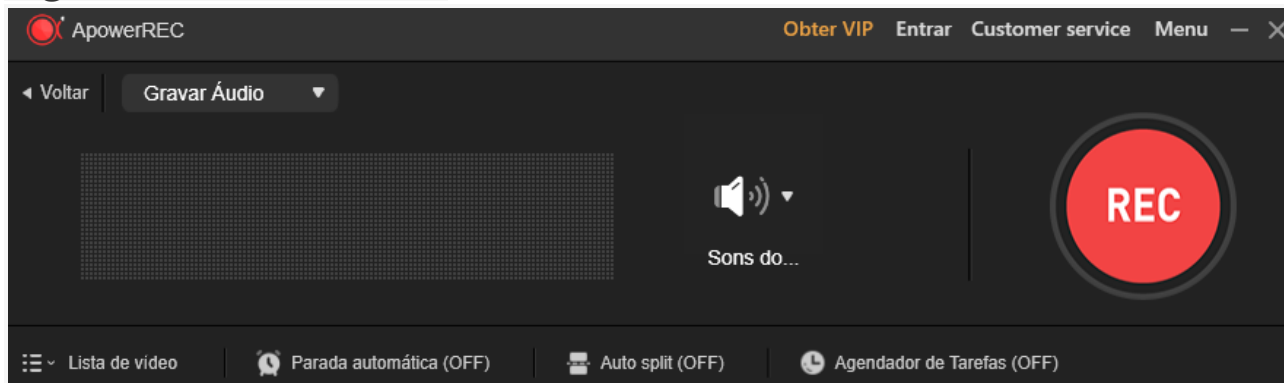 ApowerREC Obter VIP Entrar Customer service Menu
Voltar Gravar Áudio
REC
Sons do...
Lista de vídeo Parada automática (OFF) Auto split (OFF) Agendador de Tarefas (OFF)